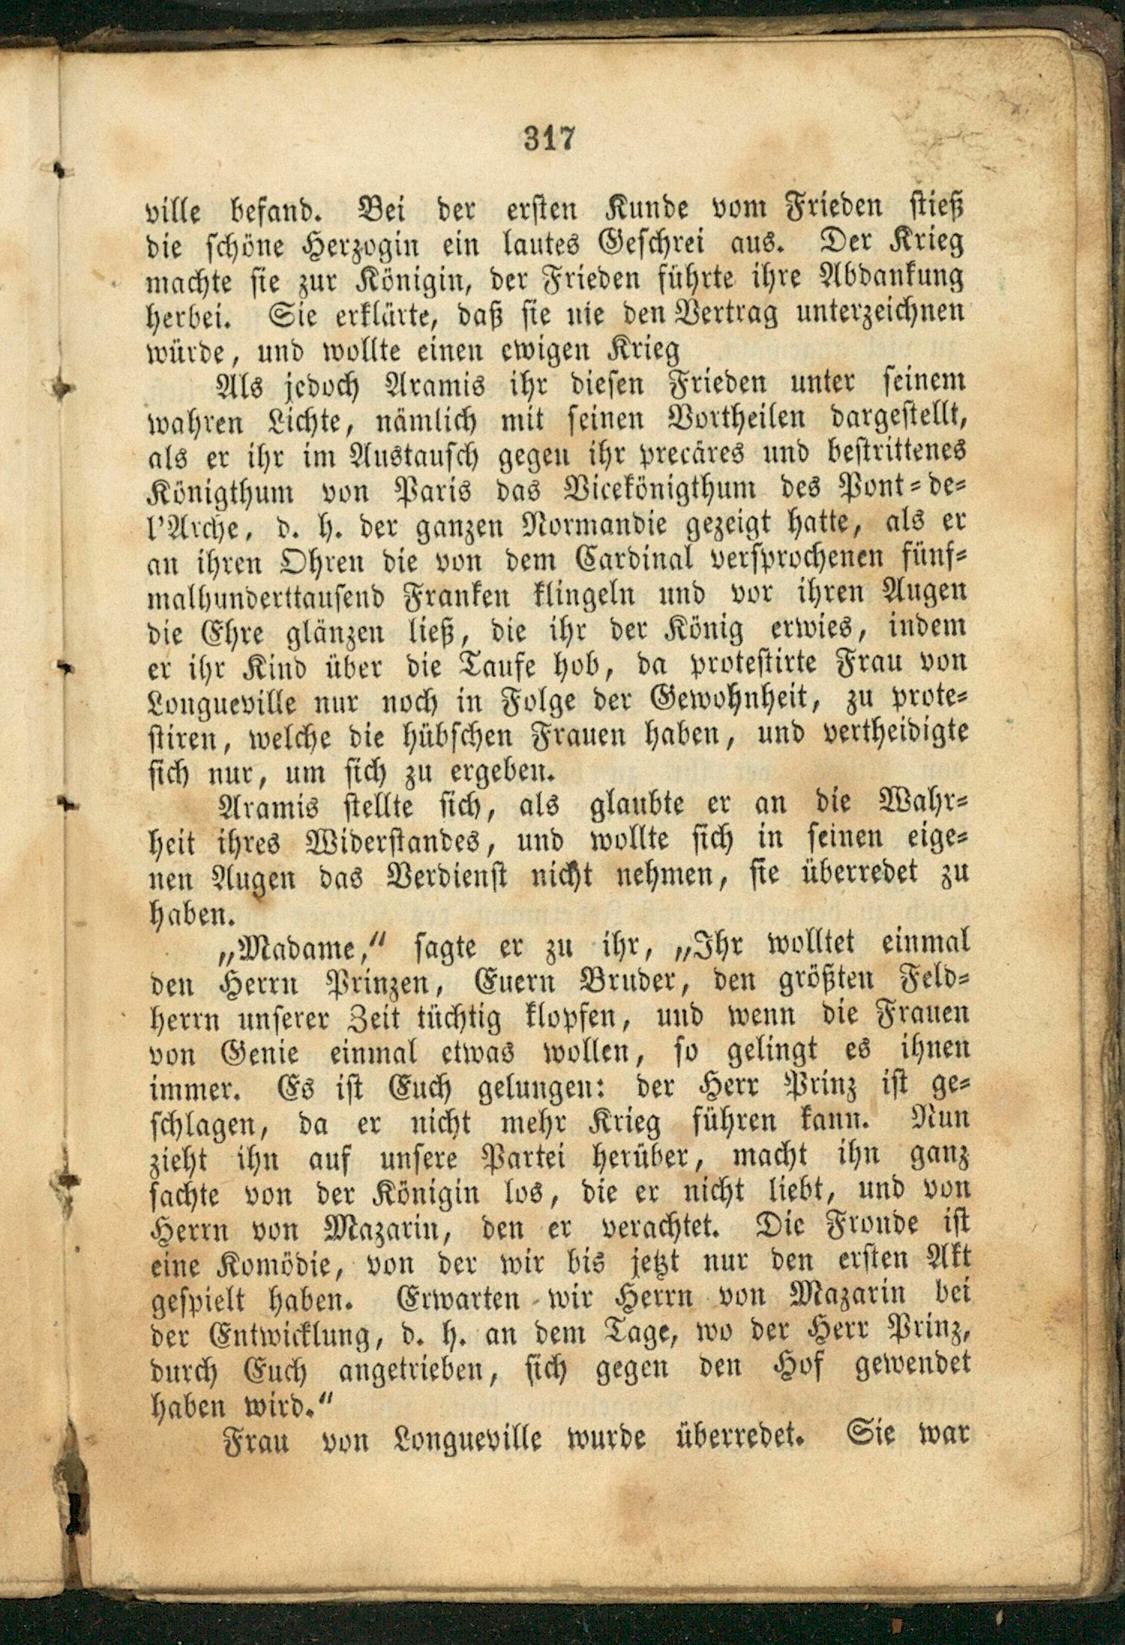 317
ville befand. Bei der ersten Kunde vom Frieden stieß
die schöne Herzogin ein lautes Geschrei aus. Der Krieg
machte sie zur Königin, der Frieden führte ihre Abdankung
herbei. Sie erklärte, daß sie nie den Vertrag unterzeichnen
würde, und wollte einen ewigen Krieg
Als jedoch Aramis ihr diesen Frieden unter seinem
wahren Lichte, nämlich mit seinen Vortheilen dargestellt,
als er ihr im Austausch gegen ihr precäres und bestrittenes
Königthum von Paris das Vicekönigthum des Pont-de-
l'Arche, d. h. der ganzen Normandie gezeigt hatte, als er
an ihren Ohren die von dem Cardinal versprochenen fünf-
malhunderttausend Franken klingeln und vor ihren Augen
die Ehre glänzen ließ, die ihr der König erwies, indem
er ihr Kind über die Taufe hob, da protestirte Frau von
Longueville nur noch in Folge der Gewohnheit, zu prote-
stiren, welche die hübschen Frauen haben, und vertheidigte
sich nur, um sich zu ergeben.
Aramis stellte sich, als glaubte er an die Wahr-
heit ihres Widerstandes, und wollte sich in seinen eige-
nen Augen das Verdienst nicht nehmen, sie überredet zu
haben.
„Madame,“ sagte er zu ihr, „Ihr wolltet einmal
den Herrn Prinzen, Euern Bruder, den größten Feld-
herrn unserer Zeit tüchtig klopfen, und wenn die Frauen
von Genie einmal etwas wollen, so gelingt es ihnen
immer. Es ist Euch gelungen: der Herr Prinz ist ge-
schlagen, da er nicht mehr Krieg führen kann. Nun
zieht ihn auf unsere Partei herüber, macht ihn ganz
sachte von der Königin los, die er nicht liebt, und von
Herrn von Mazarin, den er verachtet. Die Fronde ist
eine Komödie, von der wir bis jetzt nur den ersten Akt
gespielt haben. Erwarten wir Herrn von Mazarin bei
der Entwicklung, d. h. an dem Tage, wo der Herr Prinz,
durch Euch angetrieben, sich gegen den Hof gewendet
haben wird.“
Frau von Longueville wurde überredet. Sie war